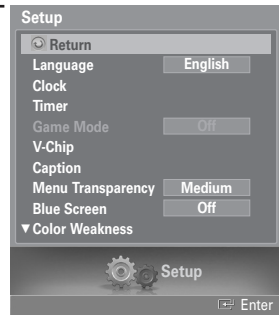 Setup
Return
Language English
Clock
Timer
Game Mode Off
V-Chip
Caption
Menu Transparency Medium
Blue Screen Off
▼ Color Weakness
Setup
Enter